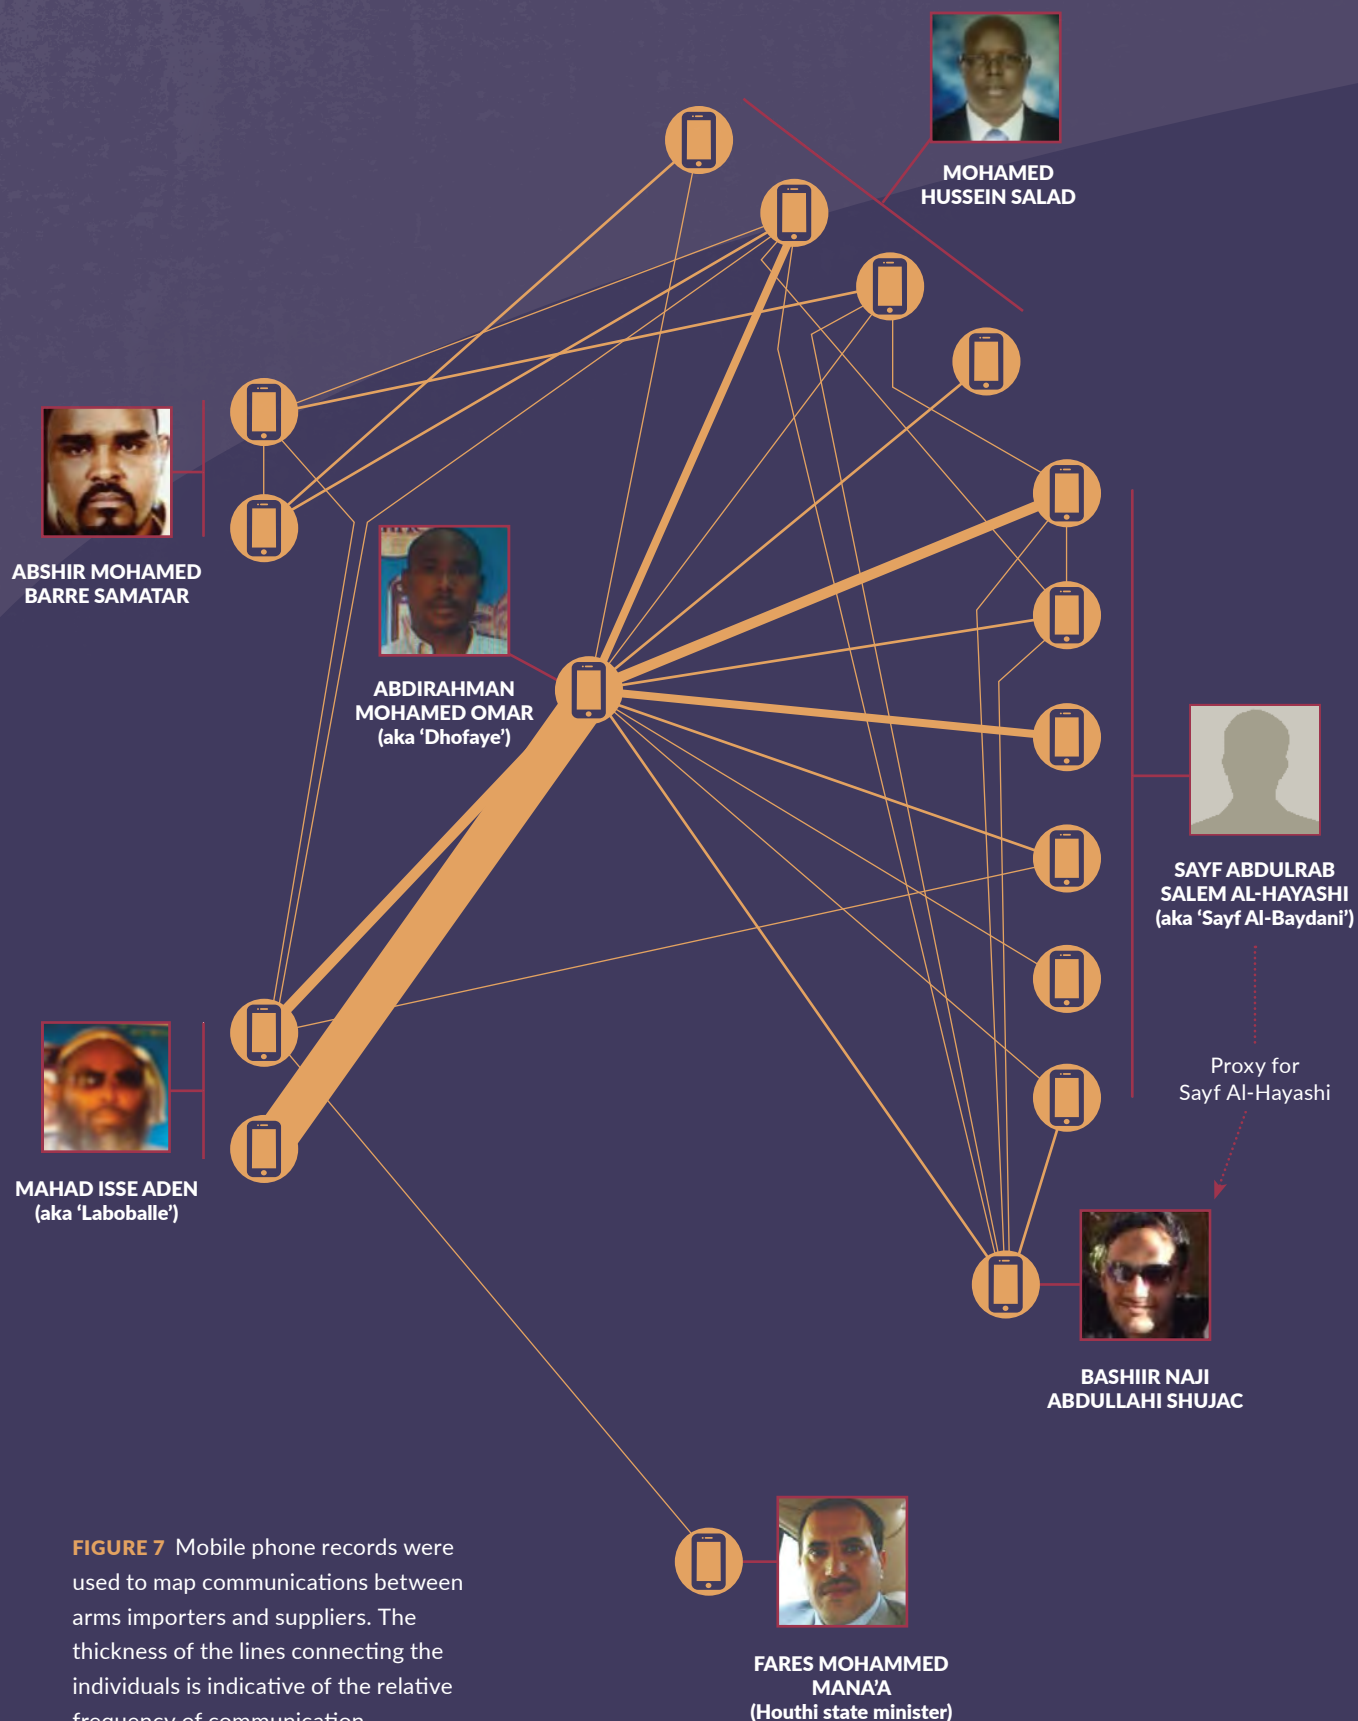 MOHAMED
HUSSEIN SALAD
ABSHIR MOHAMED
BARRE SAMATAR
ABDIRAHMAN
MOHAMED OMAR
(aka ‘Dhofaye’)
SAYF ABDULRAB
SALEM AL-HAYASHI
(aka ‘Sayf Al-Baydani’)
Proxy for
Sayf Al-Hayashi
MAHAD ISSE ADEN
(aka ‘Laboballe’)
BASHIIR NAJI
ABDULLAHI SHUJAC
FARES MOHAMMED
MANA’A
(Houthi state minister)
FIGURE 7 Mobile phone records were
used to map communications between
arms importers and suppliers. The
thickness of the lines connecting the
individuals is indicative of the relative
frequency of communication